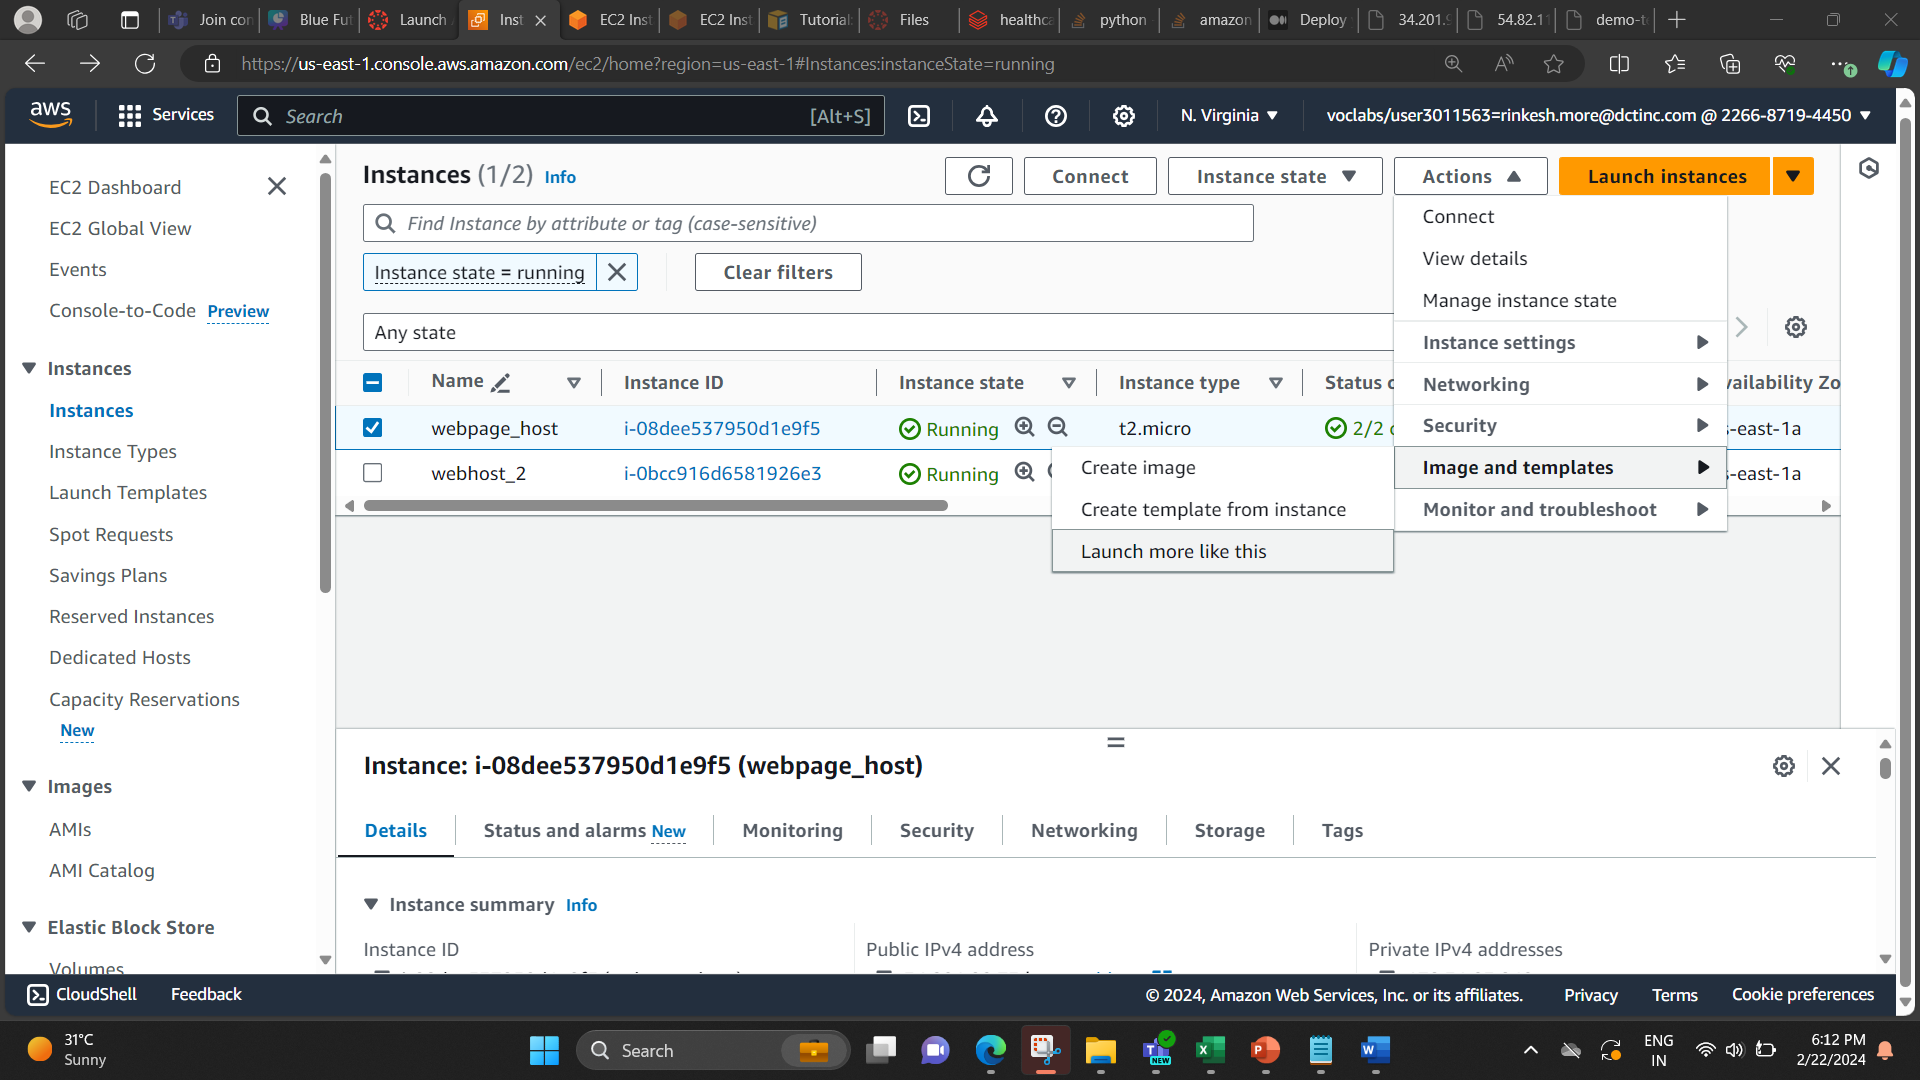 Join con
Blue Fut
Launch
Inst
EC2 Inst
EC2 Inst
Tutorial
Files
healthca
python
amazon
Deploy
34.201.9
54.82.11
demo-t
https://us-east-1.console.aws.amazon.com/ec2/home?region=us-east-1#Instances:instanceState=running
aws
Services
Search
[Alt+S]
N. Virginia
voclabs/user3011563=rinkesh.more@dctinc.com @ 2266-8719-4450
EC2 Dashboard
EC2 Global View
Events
Console-to-Code Preview
Instances
Instances
Instance Types
Launch Templates
Spot Requests
Savings Plans
Reserved Instances
Dedicated Hosts
Capacity Reservations
New
Images
AMIs
AMI Catalog
Elastic Block Store
Volumes
Instances (1/2) Info
Connect
Instance state
Actions
Launch instances
Find Instance by attribute or tag (case-sensitive)
Instance state = running
Clear filters
Any state
Name
Instance ID
Instance state
Instance type
Status c
vailability Zo
webpage_host
i-08dee537950d1e9f5
Running
t2.micro
2/2 c
s-east-1a
webhost_2
i-0bcc916d6581926e3
Running
s-east-1a
Connect
View details
Manage instance state
Instance settings
Networking
Security
Image and templates
Monitor and troubleshoot
Create image
Create template from instance
Launch more like this
Instance: i-08dee537950d1e9f5 (webpage_host)
Details
Status and alarms New
Monitoring
Security
Networking
Storage
Tags
Instance summary Info
Instance ID
Public IPv4 address
Private IPv4 addresses
CloudShell
Feedback
© 2024, Amazon Web Services, Inc. or its affiliates.
Privacy
Terms
Cookie preferences
31°C
Sunny
Search
NEW
ENG
IN
6:12 PM
2/22/2024